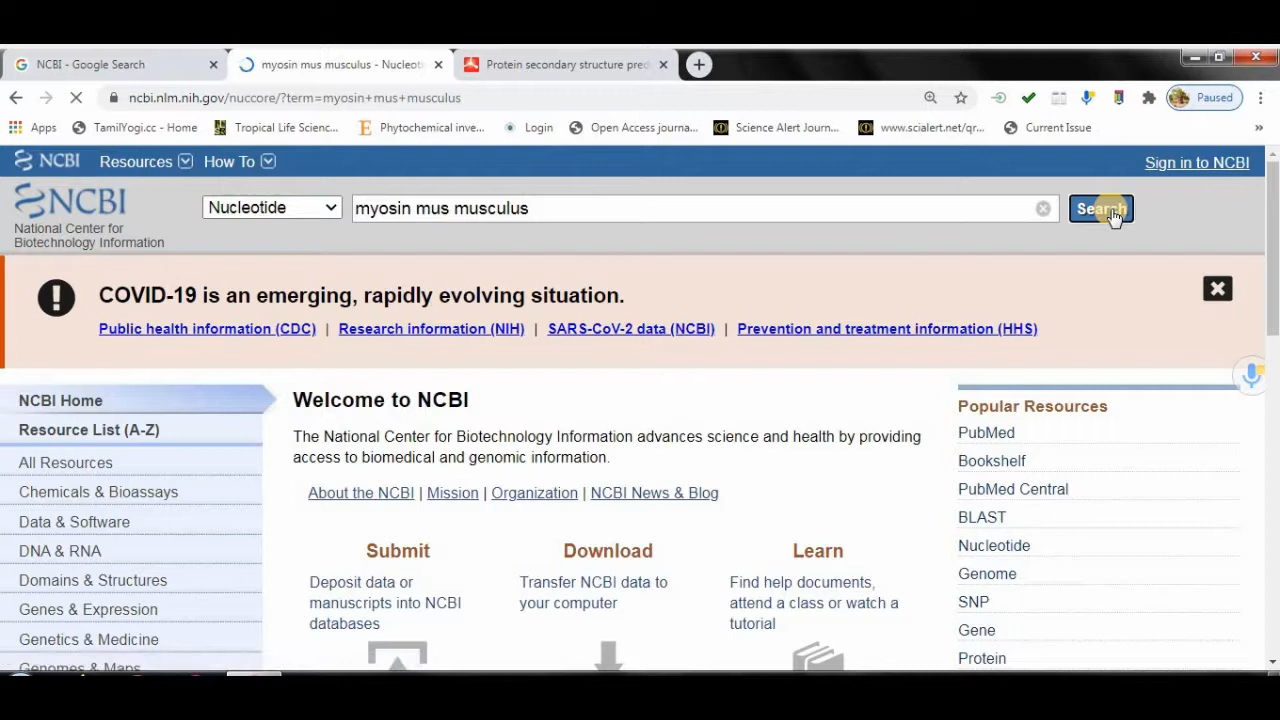 NCBI - Google Search
myosin mus musculus - Nucleot
Protein secondary structure pred
ncbi.nlm.nih.gov/nuccore/?term=myosin+mus+musculus
Paused
Apps
TamilYogi.cc - Home
Tropical Life Scienc...
Phytochemical inve...
Login
Open Access journa...
Science Alert Journ...
www.scialert.net/qr...
Current Issue
»
NCBI
Resources
How To
Sign in to NCBI
NCBI
National Center for
Biotechnology Information
Nucleotide
myosin mus musculus
Search
COVID-19 is an emerging, rapidly evolving situation.
Public health information (CDC) | Research information (NIH) | SARS-CoV-2 data (NCBI) | Prevention and treatment information (HHS)
NCBI Home
Resource List (A-Z)
All Resources
Chemicals & Bioassays
Data & Software
DNA & RNA
Domains & Structures
Genes & Expression
Genetics & Medicine
Genomes & Maps
Welcome to NCBI
The National Center for Biotechnology Information advances science and health by providing
access to biomedical and genomic information.
About the NCBI | Mission | Organization | NCBI News & Blog
Submit
Deposit data or
manuscripts into NCBI
databases
Download
Transfer NCBI data to
your computer
Learn
Find help documents,
attend a class or watch a
tutorial
Popular Resources
PubMed
Bookshelf
PubMed Central
BLAST
Nucleotide
Genome
SNP
Gene
Protein